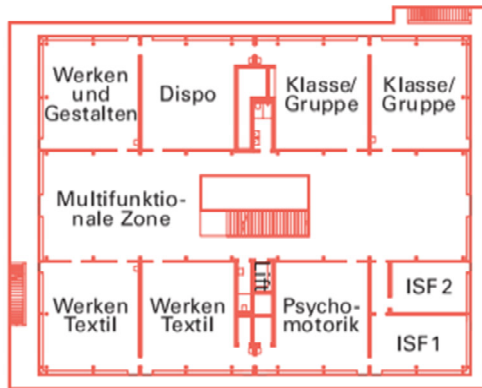 Werken
und
Gestalten
Dispo
Klasse/
Gruppe
Klasse/
Gruppe
Multifunktio-
nale Zone
Werken
Textil
Werken
Textil
Lift
Psycho-
motorik
ISF 2
ISF 1